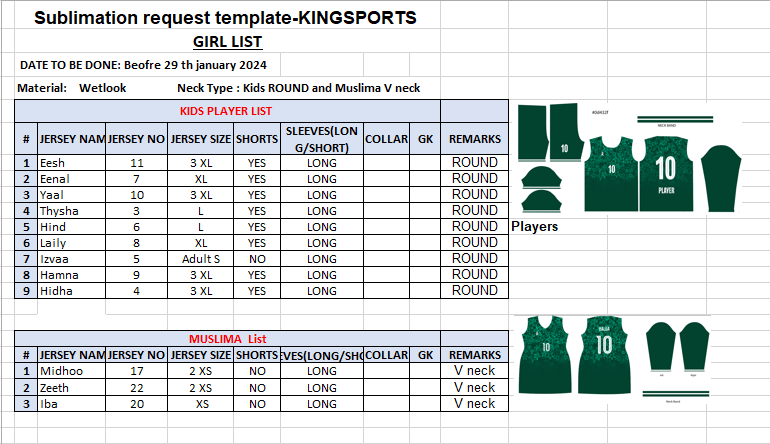 Sublimation request template-KINGSPORTS
GIRL LIST
DATE TO BE DONE: Beofre 29 th january 2024
Material: Wetlook Neck Type : Kids ROUND and Muslima V neck
KIDS PLAYER LIST
# JERSEY NAM JERSEY NO JERSEY SIZE SHORTS SLEEVES(LONG/SHORT) COLLAR GK REMARKS
1 Eesh 11 3 XL YES LONG ROUND
2 Eenal 7 XL YES LONG ROUND
3 Yaal 10 3 XL YES LONG ROUND
4 Thysha 3 L YES LONG ROUND
5 Hind 6 L YES LONG ROUND
6 Laily 8 XL YES LONG ROUND
7 Izvaa 5 Adult S NO LONG ROUND
8 Hamna 9 3 XL YES LONG ROUND
9 Hidha 4 3 XL YES LONG ROUND
NECK BAND
10
10
10
PLAYER
Players
MUSLIMA List
# JERSEY NAM JERSEY NO JERSEY SIZE SHORTS EVES(LONG/SHO COLLAR GK REMARKS
1 Midhoo 17 2 XS NO LONG V neck
2 Zeeth 22 2 XS NO LONG V neck
3 Iba 20 XS NO LONG V neck
10
10